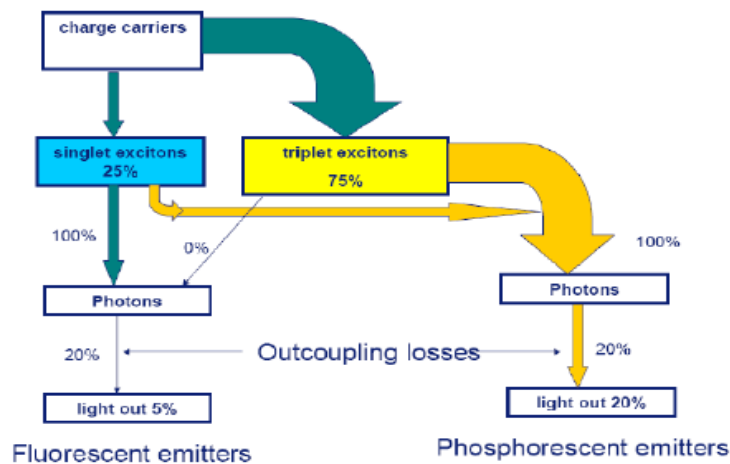 charge carriers
singlet excitons
25%
triplet excitons
75%
100%
0%
100%
Photons
Photons
20%
Outcoupling losses
20%
light out 5%
light out 20%
Fluorescent emitters
Phosphorescent emitters